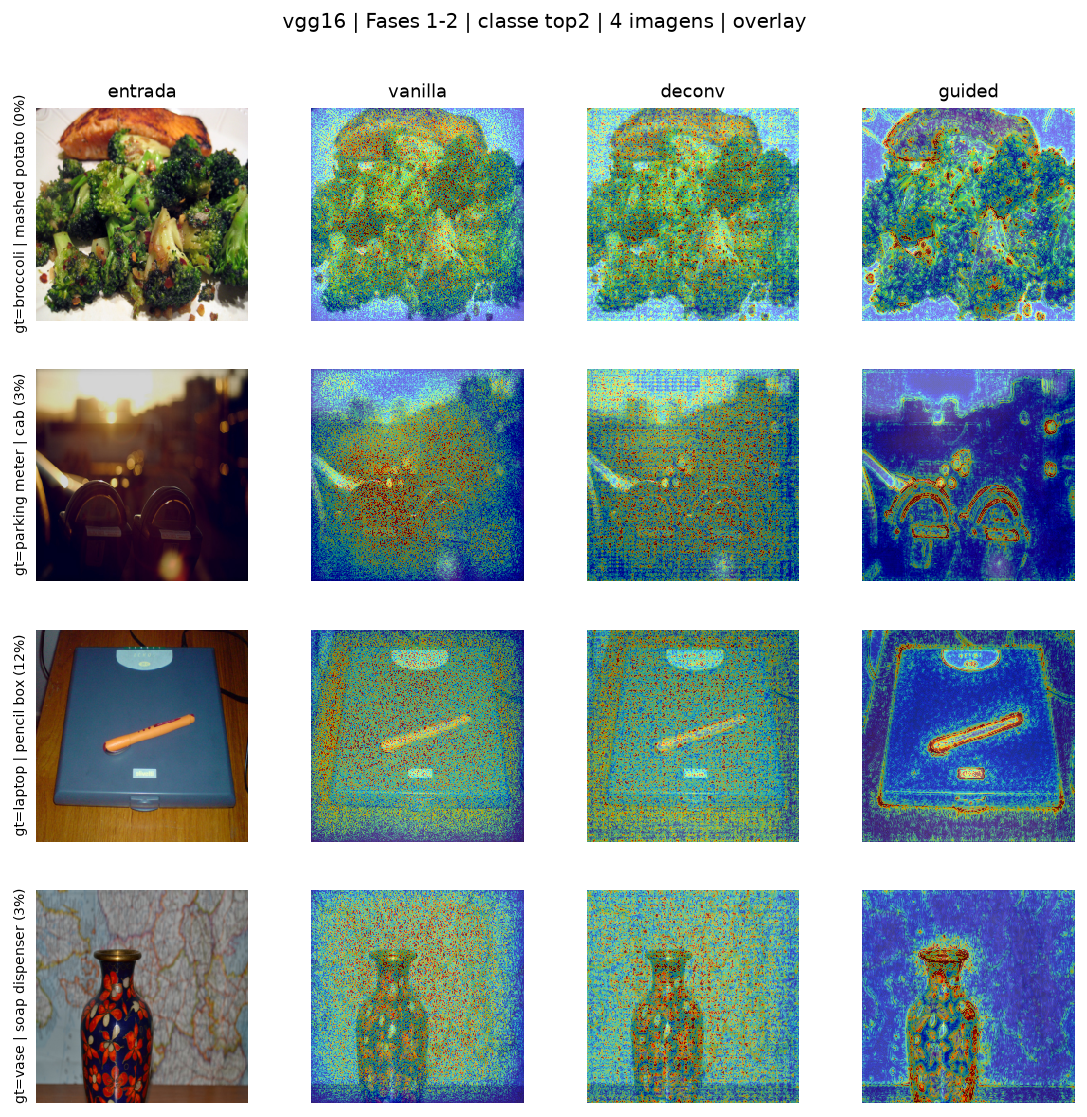 vgg16 | Fases 1-2 | classe top2 | 4 imagens | overlay
entrada
vanilla
deconv
guided
gt=broccoli | mashed potato (0%)
gt=parking meter | cab (3%)
gt=laptop | pencil box (12%)
gt=vase | soap dispenser (3%)